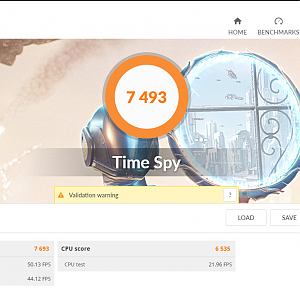 HOME
BENCHMARKS
7 493
Time Spy
Validation warning
?
LOAD
SAVE
7 693
CPU score
6 535
50.13 FPS
CPU test
21.96 FPS
44.12 FPS